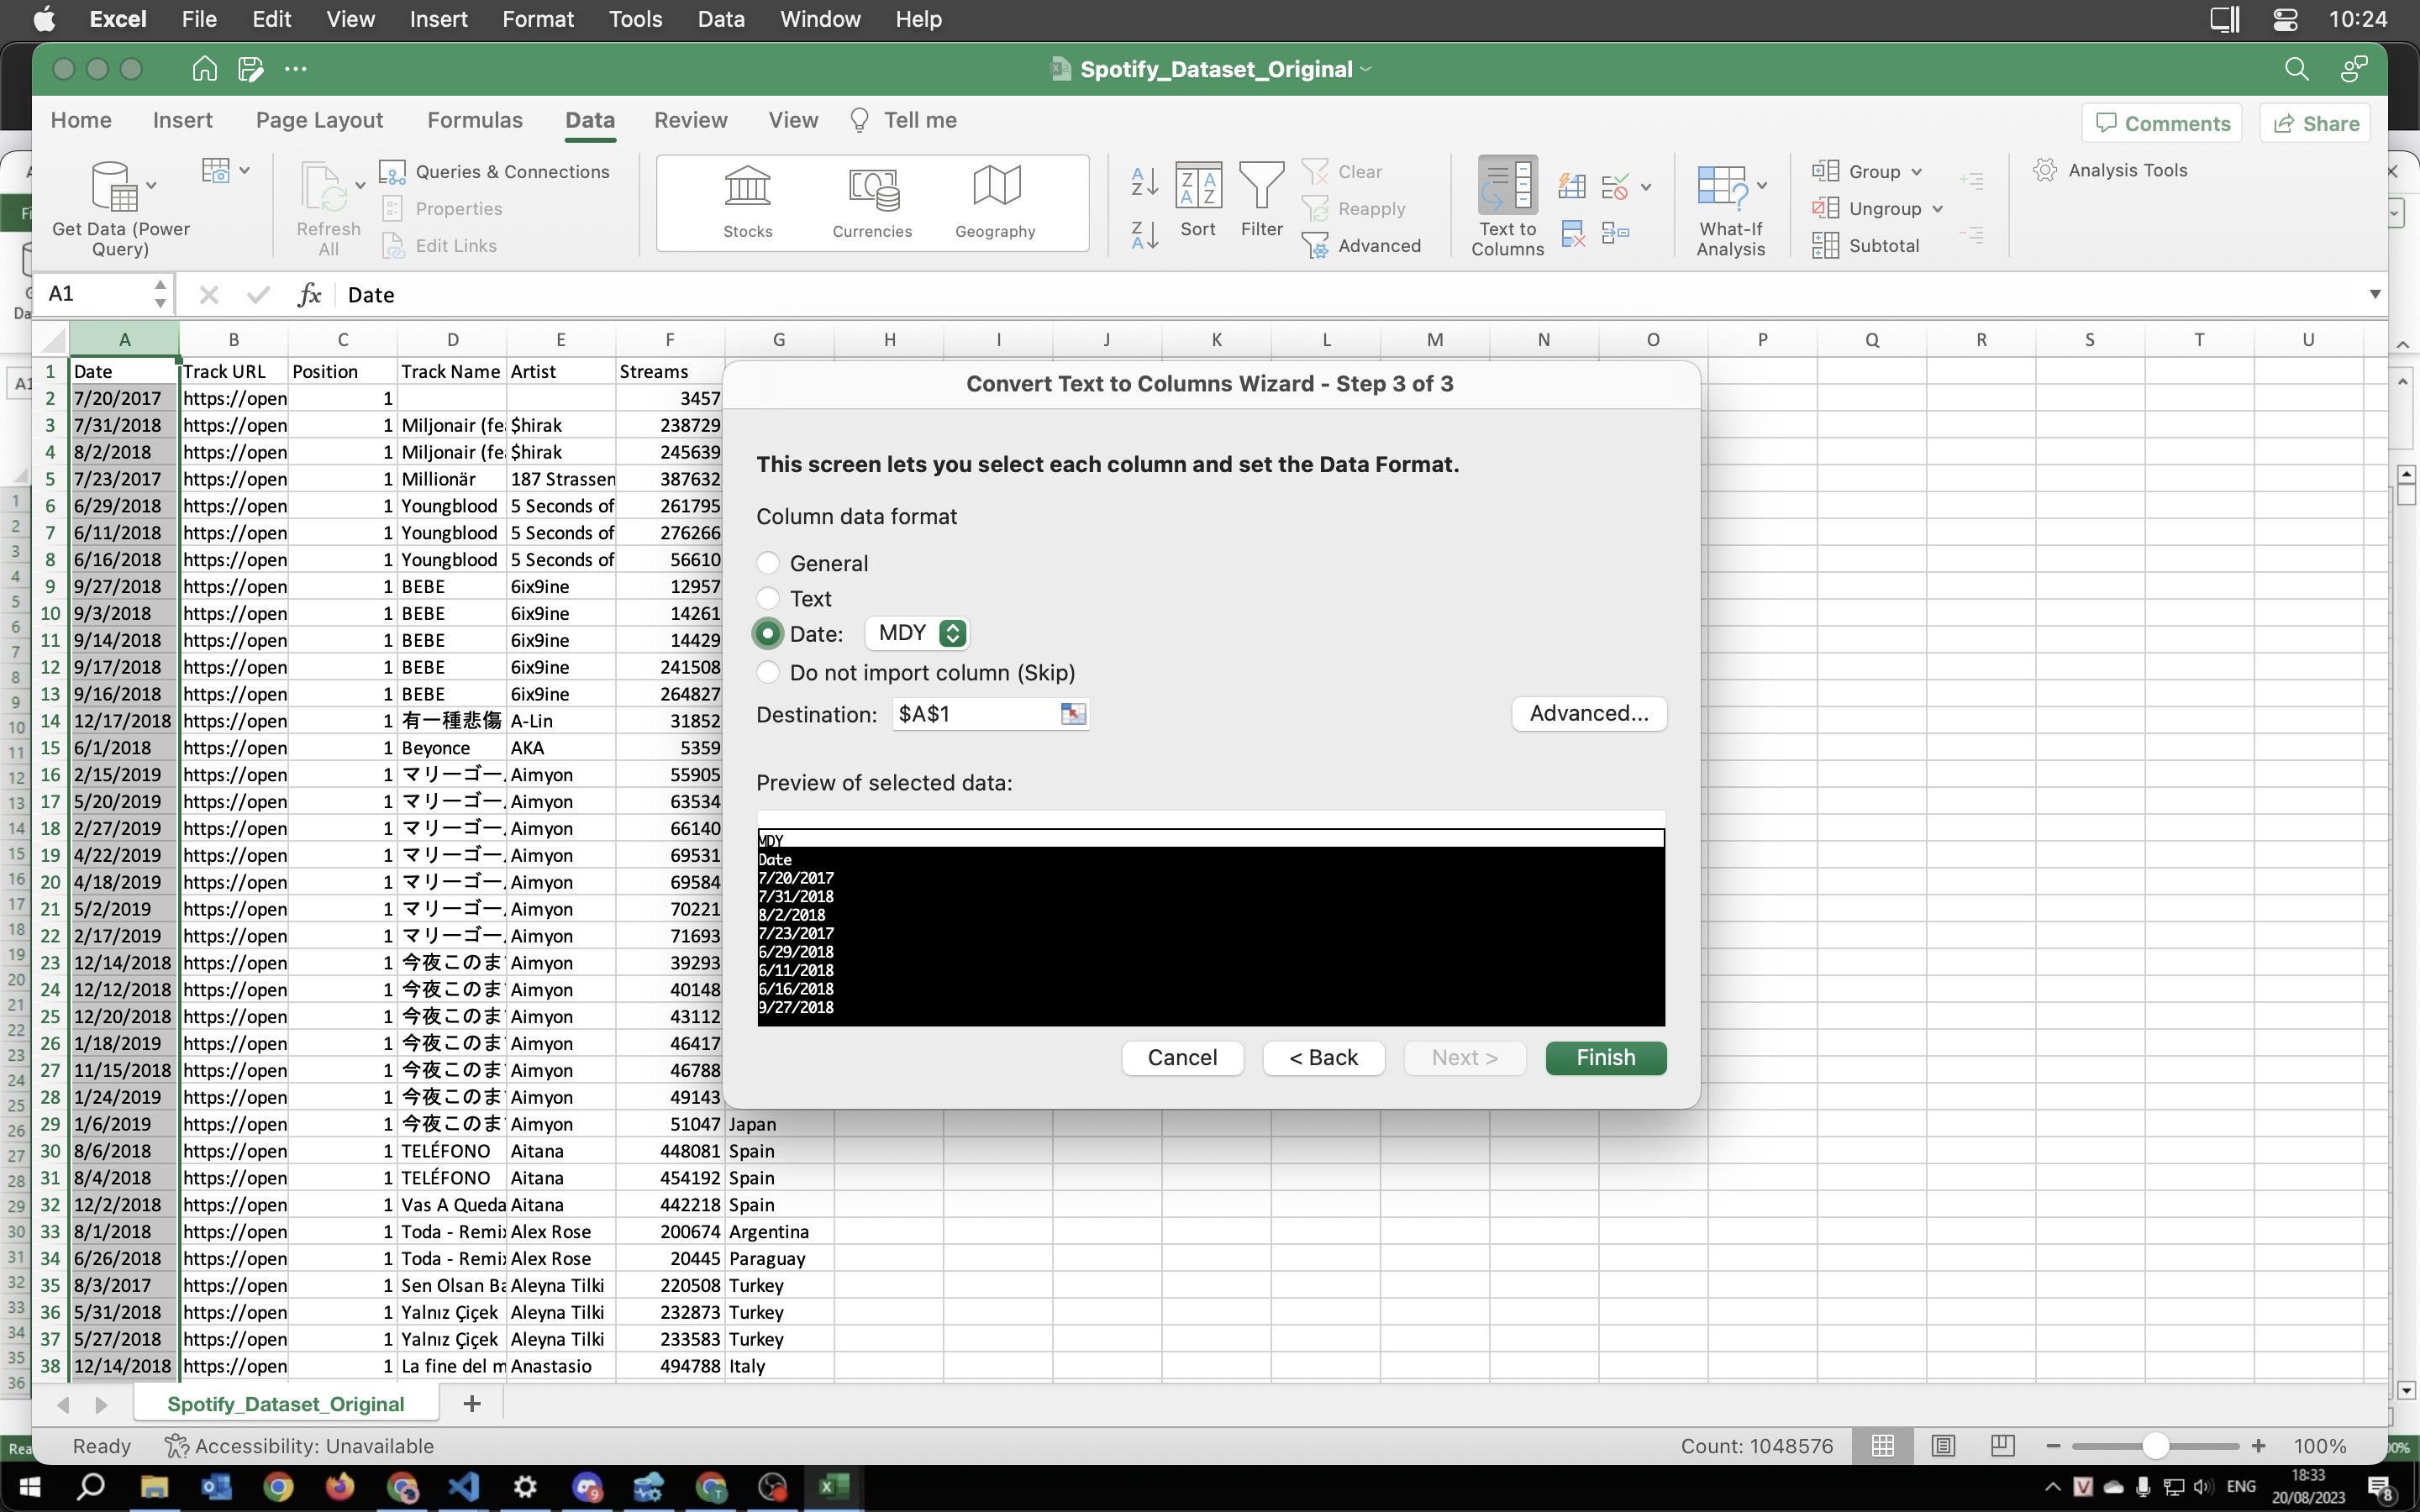 Excel File Edit View Insert Format Tools Data Window Help 10:24
Spotify_Dataset_Original
Home Insert Page Layout Formulas Data Review View Tell me Comments Share
Get Data (Power Query)
Refresh All
Queries & Connections
Properties
Edit Links
Stocks Currencies Geography
Sort Filter
Clear
Reapply
Advanced
Text to Columns
What-If Analysis
Group
Ungroup
Subtotal
Analysis Tools
A1 fx Date
A B C D E F G H I J K L M N O P Q R S T U
1 Date Track URL Position Track Name Artist Streams
2 7/20/2017 https://open 1 3457
3 7/31/2018 https://open 1 Miljonair (fe $hirak 238729
4 8/2/2018 https://open 1 Miljonair (fe $hirak 245639
5 7/23/2017 https://open 1 Millionär 187 Strassen 387632
6 6/29/2018 https://open 1 Youngblood 5 Seconds of 261795
7 6/11/2018 https://open 1 Youngblood 5 Seconds of 276266
8 6/16/2018 https://open 1 Youngblood 5 Seconds of 56610
9 9/27/2018 https://open 1 BEBE 6ix9ine 12957
10 9/3/2018 https://open 1 BEBE 6ix9ine 14261
11 9/14/2018 https://open 1 BEBE 6ix9ine 14429
12 9/17/2018 https://open 1 BEBE 6ix9ine 241508
13 9/16/2018 https://open 1 BEBE 6ix9ine 264827
14 12/17/2018 https://open 1 有一種悲傷 A-Lin 31852
15 6/1/2018 https://open 1 Beyonce AKA 5359
16 2/15/2019 https://open 1 マリーゴー Aimyon 55905
17 5/20/2019 https://open 1 マリーゴー Aimyon 63534
18 2/27/2019 https://open 1 マリーゴー Aimyon 66140
19 4/22/2019 https://open 1 マリーゴー Aimyon 69531
20 4/18/2019 https://open 1 マリーゴー Aimyon 69584
21 5/2/2019 https://open 1 マリーゴー Aimyon 70221
22 2/17/2019 https://open 1 マリーゴー Aimyon 71693
23 12/14/2018 https://open 1 今夜このま Aimyon 39293
24 12/12/2018 https://open 1 今夜このま Aimyon 40148
25 12/20/2018 https://open 1 今夜このま Aimyon 43112
26 1/18/2019 https://open 1 今夜このま Aimyon 46417
27 11/15/2018 https://open 1 今夜このま Aimyon 46788
28 1/24/2019 https://open 1 今夜このま Aimyon 49143
29 1/6/2019 https://open 1 今夜このま Aimyon 51047 Japan
30 8/6/2018 https://open 1 TELÉFONO Aitana 448081 Spain
31 8/4/2018 https://open 1 TELÉFONO Aitana 454192 Spain
32 12/2/2018 https://open 1 Vas A Queda Aitana 442218 Spain
33 8/1/2018 https://open 1 Toda - Remi Alex Rose 200674 Argentina
34 6/26/2018 https://open 1 Toda - Remi Alex Rose 20445 Paraguay
35 8/3/2017 https://open 1 Sen Olsan Ba Aleyna Tilki 220508 Turkey
36 5/31/2018 https://open 1 Yalnız Çiçek Aleyna Tilki 232873 Turkey
37 5/27/2018 https://open 1 Yalnız Çiçek Aleyna Tilki 233583 Turkey
38 12/14/2018 https://open 1 La fine del m Anastasio 494788 Italy
Convert Text to Columns Wizard - Step 3 of 3
This screen lets you select each column and set the Data Format.
Column data format
General
Text
Date: MDY
Do not import column (Skip)
Destination: $A$1 Advanced...
Preview of selected data:
MDY
Date
7/20/2017
7/31/2018
8/2/2018
7/23/2017
6/29/2018
6/11/2018
6/16/2018
9/27/2018
Cancel < Back Next > Finish
Spotify_Dataset_Original +
Ready Accessibility: Unavailable Count: 1048576 100%
ENG 18:33
20/08/2023